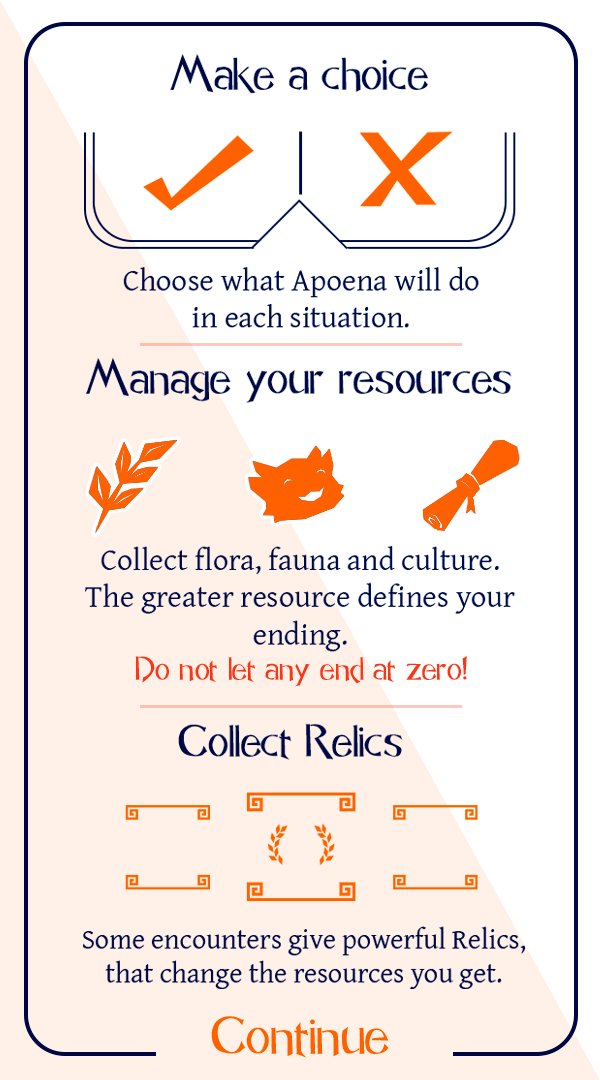 Make a choice
Choose what Apoena will do
in each situation.
Manage your resources
Collect flora, fauna and culture.
The greater resource defines your
ending.
Do not let any end at zero!
Collect Relics
Some encounters give powerful Relics,
that change the resources you get.
Continue